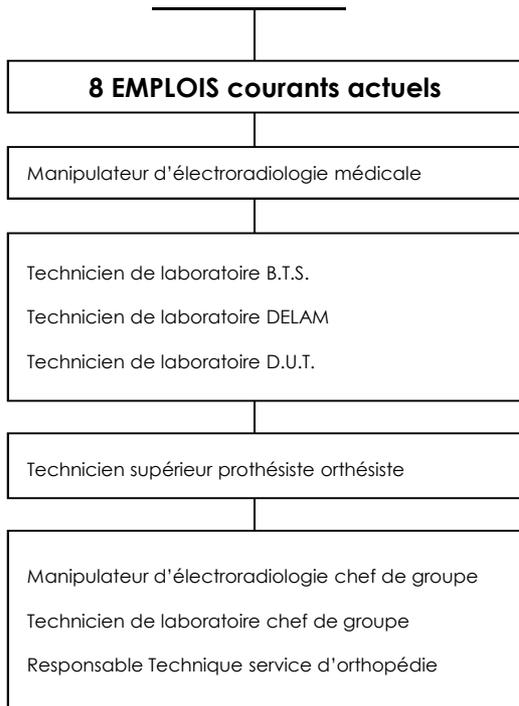 8 EMPLOIS courants actuels
Manipulateur d’électroradiologie médicale
Technicien de laboratoire B.T.S.
Technicien de laboratoire DELAM
Technicien de laboratoire D.U.T.
Technicien supérieur prothésiste orthésiste
Manipulateur d’électroradiologie chef de groupe
Technicien de laboratoire chef de groupe
Responsable Technique service d’orthopédie